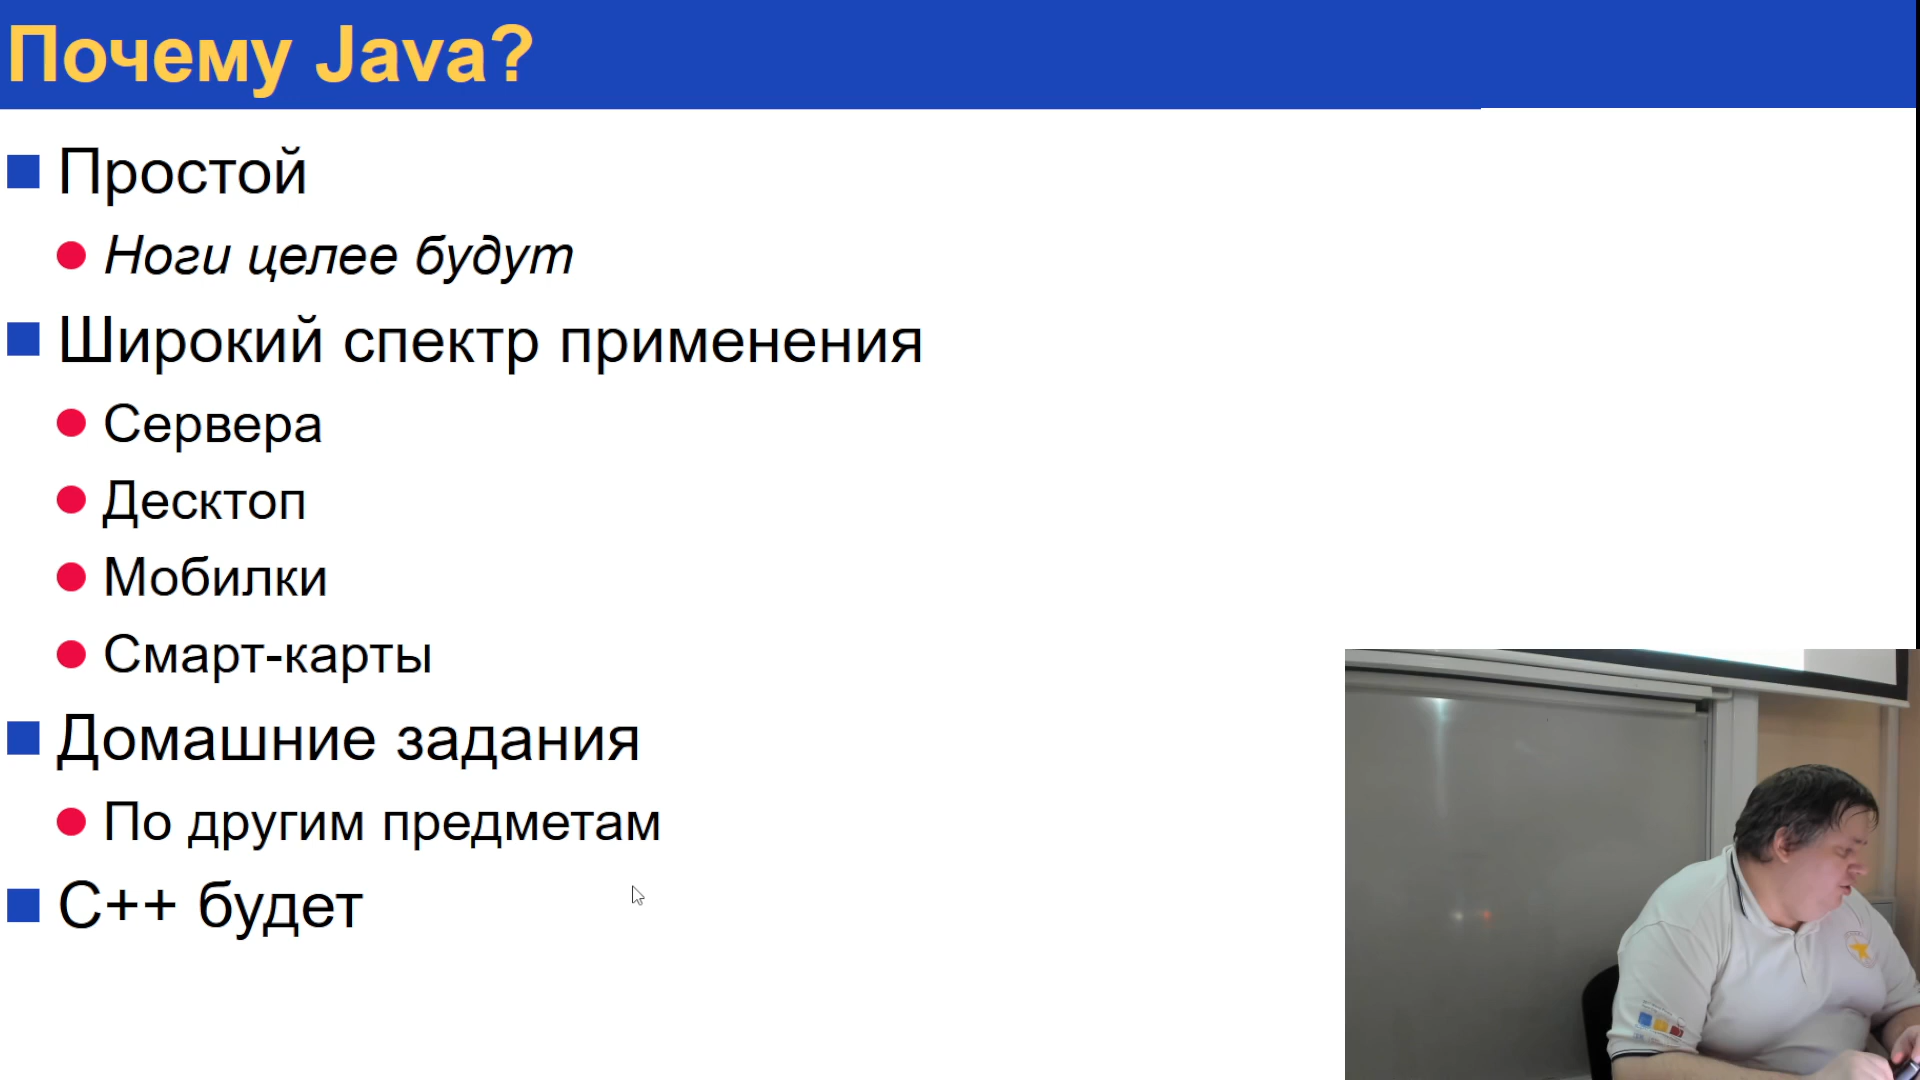 Почему Java?
Простой
Ноги целее будут
Широкий спектр применения
Сервера
Десктоп
Мобилки
Смарт-карты
Домашние задания
По другим предметам
C++ будет